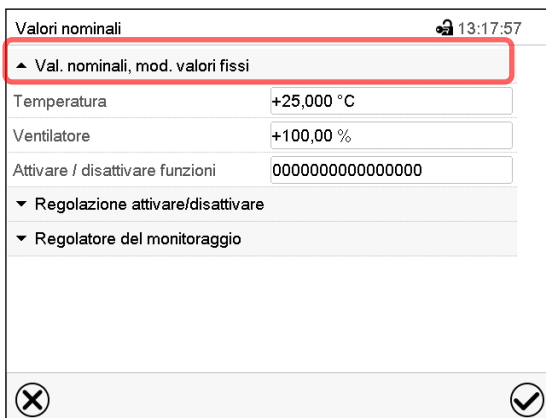 Valori nominali 13:17:57
Val. nominali, mod. valori fissi
Temperatura +25,000 °C
Ventilatore +100,00 %
Attivare / disattivare funzioni 0000000000000000
Regolazione attivare/disattivare
Regolatore del monitoraggio